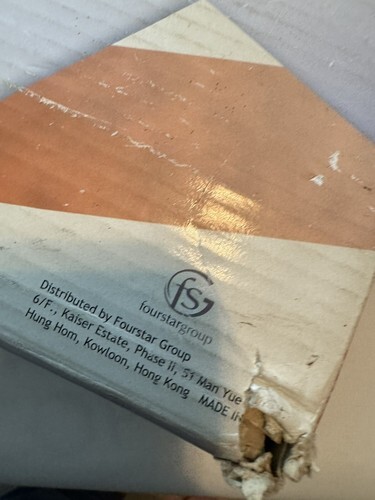 fsG
fourstargroup
Distributed by Fourstar Group
6/F., Kaiser Estate, Phase II, 51 Man Yue
Hung Hom, Kowloon, Hong Kong MADE